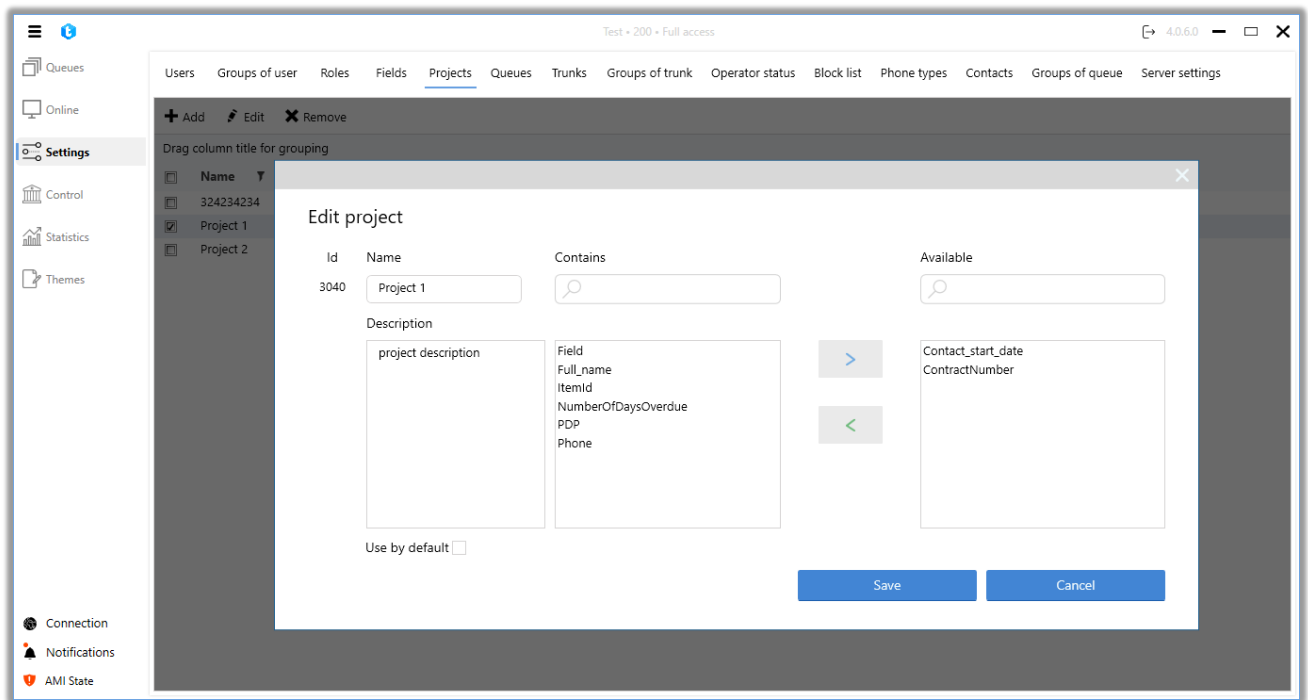 Test • 200 • Full access
4.0.6.0
Queues
Online
Settings
Control
Statistics
Themes
Connection
Notifications
AMI State
Users Groups of user Roles Fields Projects Queues Trunks Groups of trunk Operator status Block list Phone types Contacts Groups of queue Server settings
Add Edit Remove
Drag column title for grouping
Name
324234234
Project 1
Project 2
Edit project
Id Name Contains Available
3040 Project 1
Description
project description
Field
Full_name
ItemId
NumberOfDaysOverdue
PDP
Phone
Contact_start_date
ContractNumber
Use by default
Save Cancel